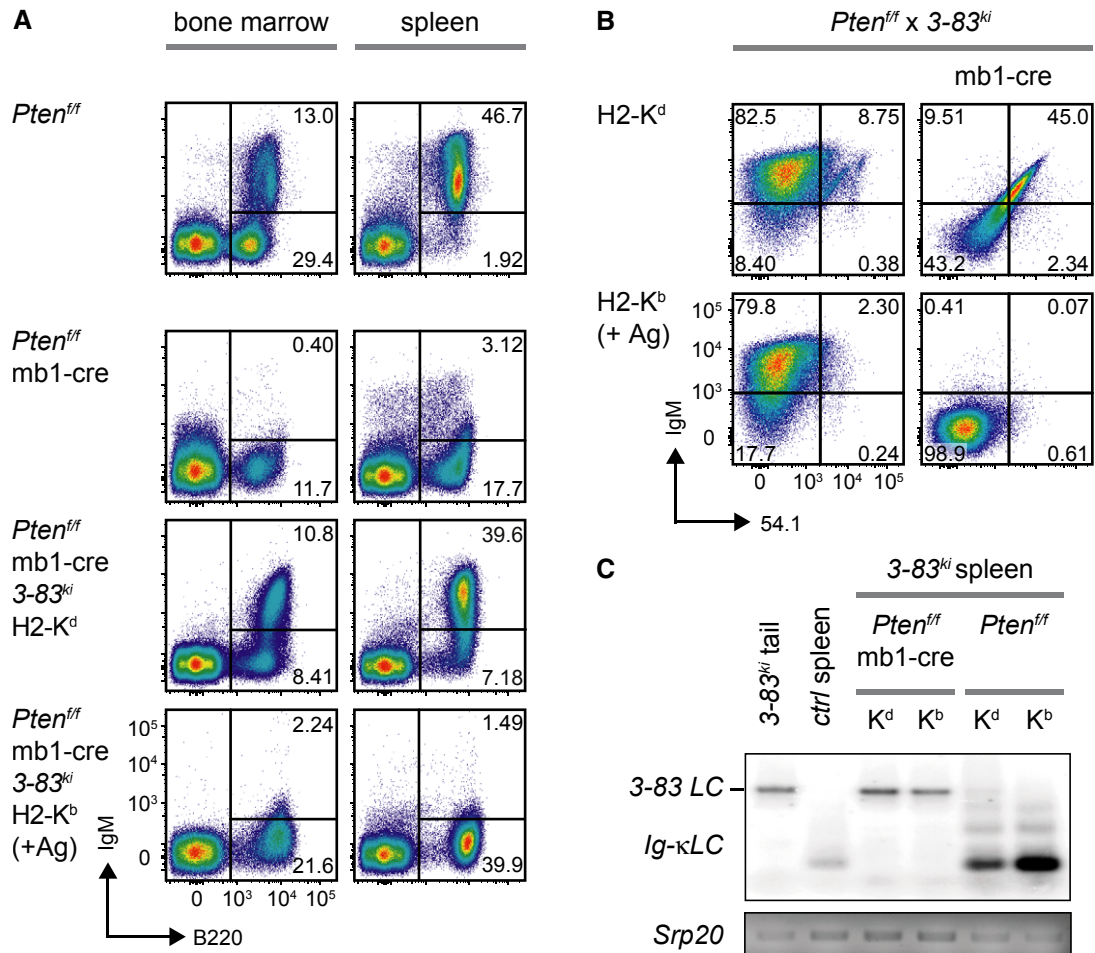 A
bone marrow
spleen
Pten^f/f
13.0
29.4
46.7
1.92
Pten^f/f
mb1-cre
0.40
11.7
3.12
17.7
Pten^f/f
mb1-cre
3-83^ki
H2-K^d
10.8
8.41
39.6
7.18
Pten^f/f
mb1-cre
3-83^ki
H2-K^b
(+Ag)
IgM
10^5
10^4
10^3
0
2.24
21.6
1.49
39.9
0 10^3 10^4 10^5
B220
B
Pten^f/f x 3-83^ki
mb1-cre
H2-K^d
82.5 8.75
8.40 0.38
9.51 45.0
43.2 2.34
H2-K^b
(+ Ag)
10^5
10^4
10^3
0
IgM
79.8 2.30
17.7 0.24
0.41 0.07
98.9 0.61
0 10^3 10^4 10^5
54.1
C
3-83^ki spleen
Pten^f/f
mb1-cre
Pten^f/f
3-83^ki tail
ctrl spleen
K^d K^b K^d K^b
3-83 LC
Ig-κLC
Srp20